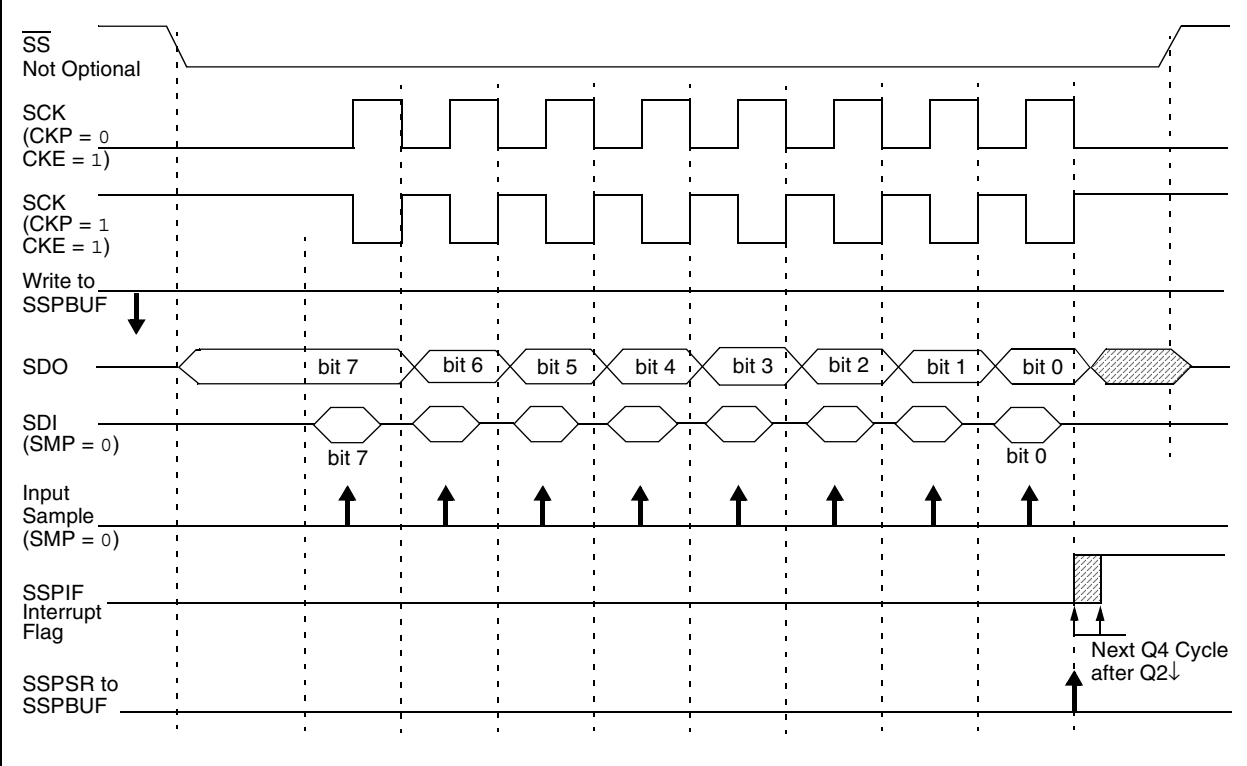 SS
Not Optional
SCK
(CKP = 0
CKE = 1)
SCK
(CKP = 1
CKE = 1)
Write to
SSPBUF
SDO
bit 7
bit 6
bit 5
bit 4
bit 3
bit 2
bit 1
bit 0
SDI
(SMP = 0)
bit 7
bit 0
Input
Sample
(SMP = 0)
SSPIF
Interrupt
Flag
Next Q4 Cycle
after Q2↓
SSPSR to
SSPBUF